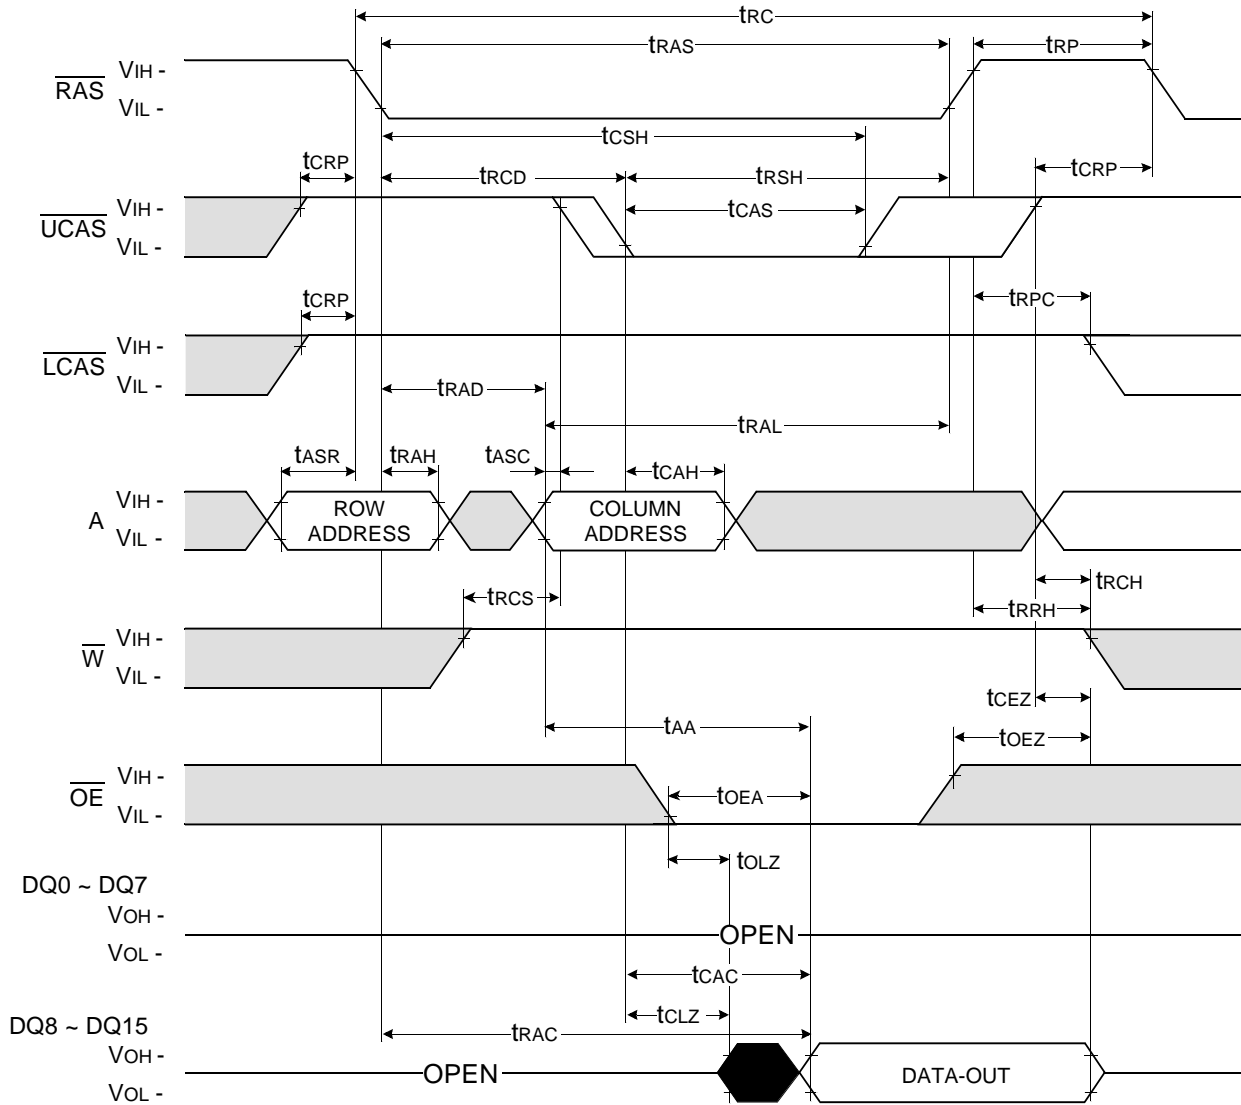 tRC
tRAS
tRP
RAS
VIH -
VIL -
tCSH
tCRP
tRCD
tRSH
tCRP
UCAS
VIH -
VIL -
tCAS
tCRP
tRPC
LCAS
VIH -
VIL -
tRAD
tRAL
tASR
tRAH
tASC
tCAH
A
VIH -
VIL -
ROW
ADDRESS
COLUMN
ADDRESS
tRCS
tRCH
tRRH
W
VIH -
VIL -
tCEZ
tAA
tOEZ
OE
VIH -
VIL -
tOEA
tOLZ
DQ0 ~ DQ7
VOH -
VOL -
OPEN
tCAC
tCLZ
DQ8 ~ DQ15
tRAC
VOH -
VOL -
OPEN
DATA-OUT